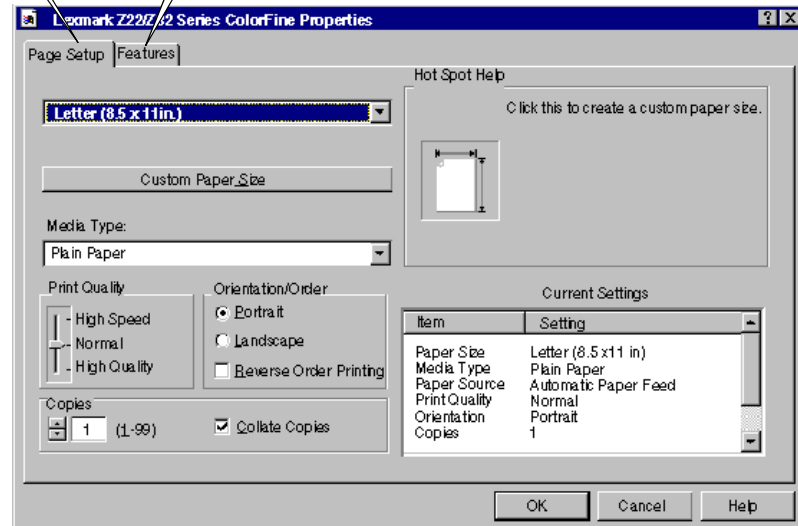 Lexmark Z22/Z32 Series ColorFine Properties
Page Setup
Features
Letter (8.5 x 11in.)
Custom Paper Size
Media Type:
Plain Paper
Print Quality
High Speed
Normal
High Quality
Orientation/Order
Portrait
Landscape
Reverse Order Printing
Copies
1 (1-99)
Collate Copies
Hot Spot Help
Click this to create a custom paper size.
Current Settings
Item Setting
Paper Size Letter (8.5 x11 in)
Media Type Plain Paper
Paper Source Automatic Paper Feed
Print Quality Normal
Orientation Portrait
Copies 1
OK Cancel Help